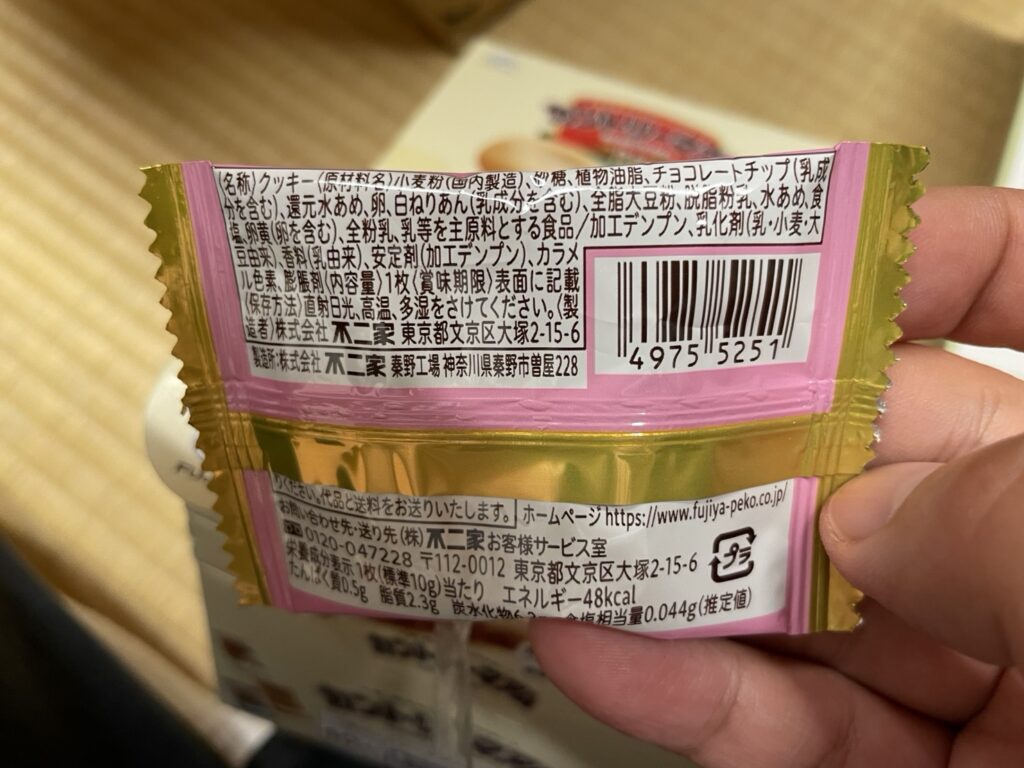 〈名称〉クッキー〈原材料名〉小麦粉(国内製造)、砂糖、植物油脂、チョコレートチップ(乳成
分を含む)、還元水あめ、卵、白ねりあん(乳成分を含む)、全脂大豆粉、脱脂粉乳、水あめ、食
塩、卵黄(卵を含む)、全粉乳、乳等を主原料とする食品/加工デンプン、乳化剤(乳・小麦・大
豆由来)、香料(乳由来)、安定剤(加工デンプン)、カラメ
ル色素、膨脹剤〈内容量〉1枚〈賞味期限〉表面に記載
〈保存方法〉直射日光、高温、多湿をさけてください。〈製
造者〉株式会社 不二家 東京都文京区大塚2-15-6
製造所:株式会社 不二家 秦野工場 神奈川県秦野市曽屋228
4975 5251
ください。代品と送料をお送りいたします。 ホームページ https://www.fujiya-peko.co.jp/
お問い合わせ先・送り先 (株)不二家 お客様サービス室
0120-047228 〒112-0012 東京都文京区大塚2-15-6
プラ
栄養成分表示 1枚(標準10g)当たり エネルギー48kcal
たんぱく質0.5g 脂質2.3g 炭水化物6. 食塩相当量0.044g(推定値)